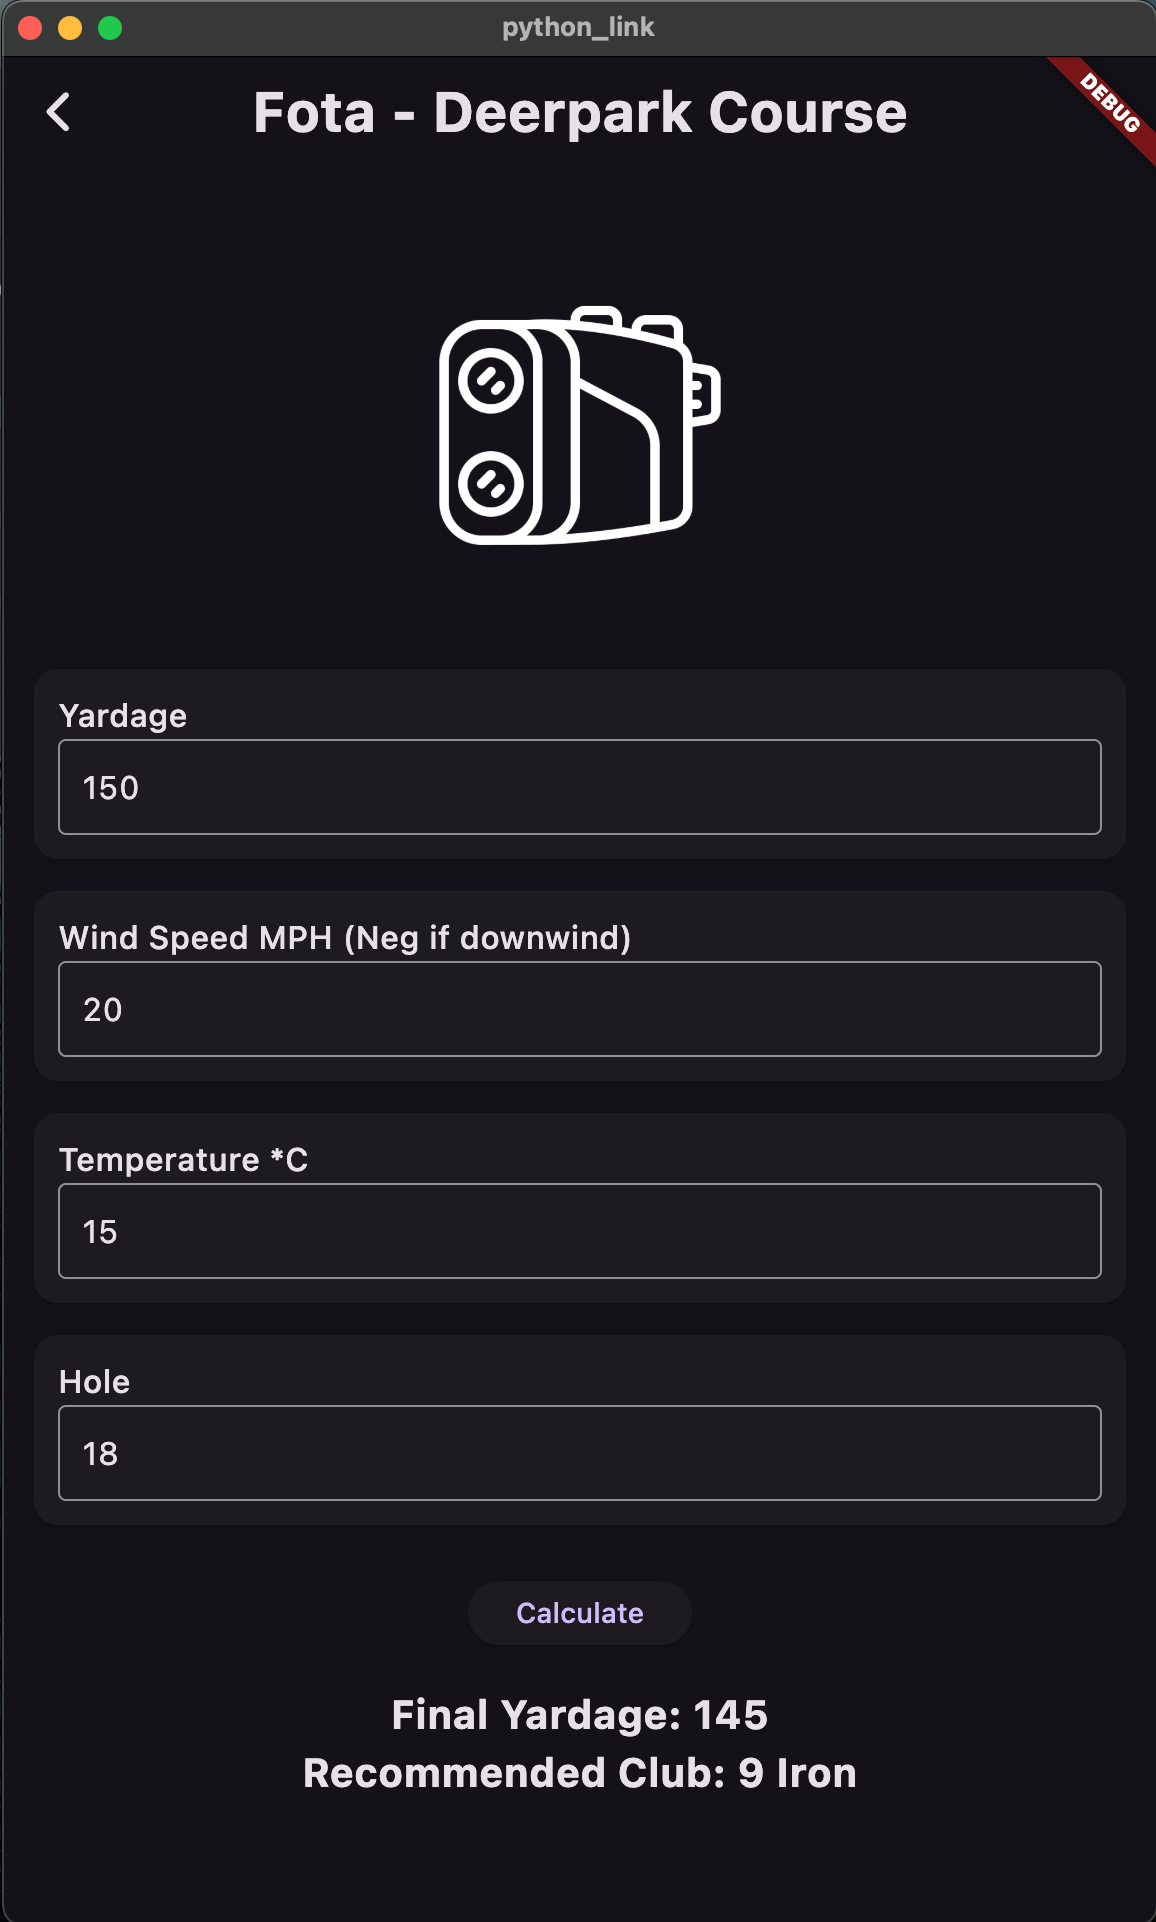 python_link
DEBUG
Fota - Deerpark Course
Yardage
150
Wind Speed MPH (Neg if downwind)
20
Temperature *C
15
Hole
18
Calculate
Final Yardage: 145
Recommended Club: 9 Iron